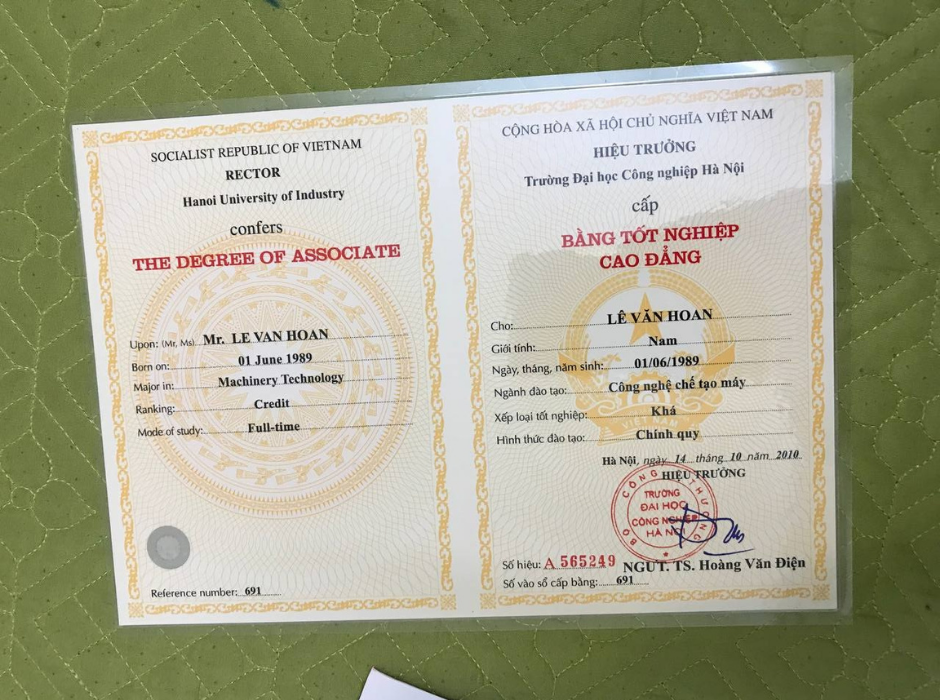 SOCIALIST REPUBLIC OF VIETNAM
RECTOR
Hanoi University of Industry
confers
THE DEGREE OF ASSOCIATE
Upon: (Mr, Ms) Mr. LE VAN HOAN
Born on: 01 June 1989
Major in: Machinery Technology
Ranking: Credit
Mode of study: Full-time
Reference number: 691
CỘNG HÒA XÃ HỘI CHỦ NGHĨA VIỆT NAM
HIỆU TRƯỞNG
Trường Đại học Công nghiệp Hà Nội
cấp
BẰNG TỐT NGHIỆP
CAO ĐẲNG
Cho: LÊ VĂN HOAN
Giới tính: Nam
Ngày, tháng, năm sinh: 01/06/1989
Ngành đào tạo: Công nghệ chế tạo máy
Xếp loại tốt nghiệp: Khá
VIỆT NAM
Hình thức đào tạo: Chính quy
Hà Nội, ngày 14 tháng 10 năm 2010
HIỆU TRƯỞNG
BỘ CÔNG THƯƠNG
TRƯỜNG
ĐẠI HỌC
CÔNG NGHIỆP
HÀ NỘI
Số hiệu: A 565249
NGUT. TS. Hoàng Văn Điện
Số vào sổ cấp bằng: 691